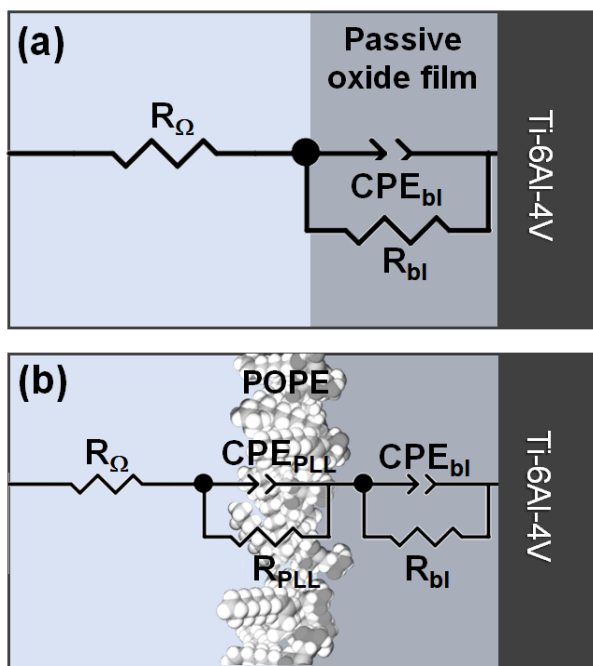 (a)
Passive
oxide film
RΩ
CPEbl
Rbl
Ti-6Al-4V
(b)
POPE
RΩ
CPEPLL
CPEbl
RPLL
Rbl
Ti-6Al-4V